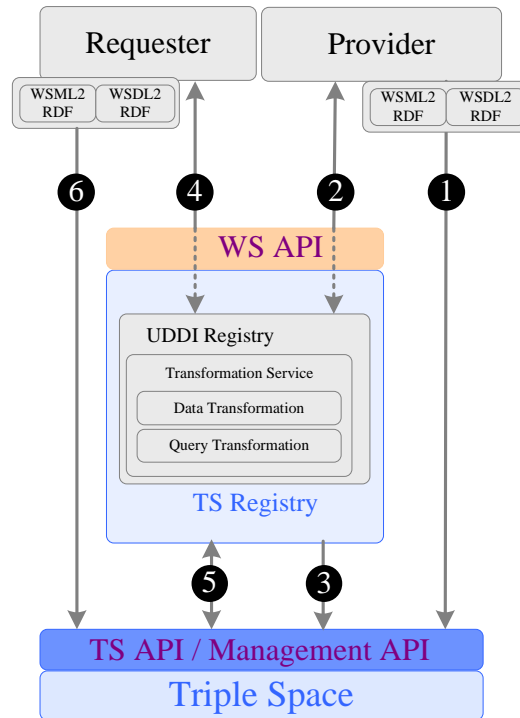 Requester
Provider
WSML2 WSDL2
RDF RDF
WSML2 WSDL2
RDF RDF
6
4
2
1
WS API
UDDI Registry
Transformation Service
Data Transformation
Query Transformation
TS Registry
5
3
TS API / Management API
Triple Space